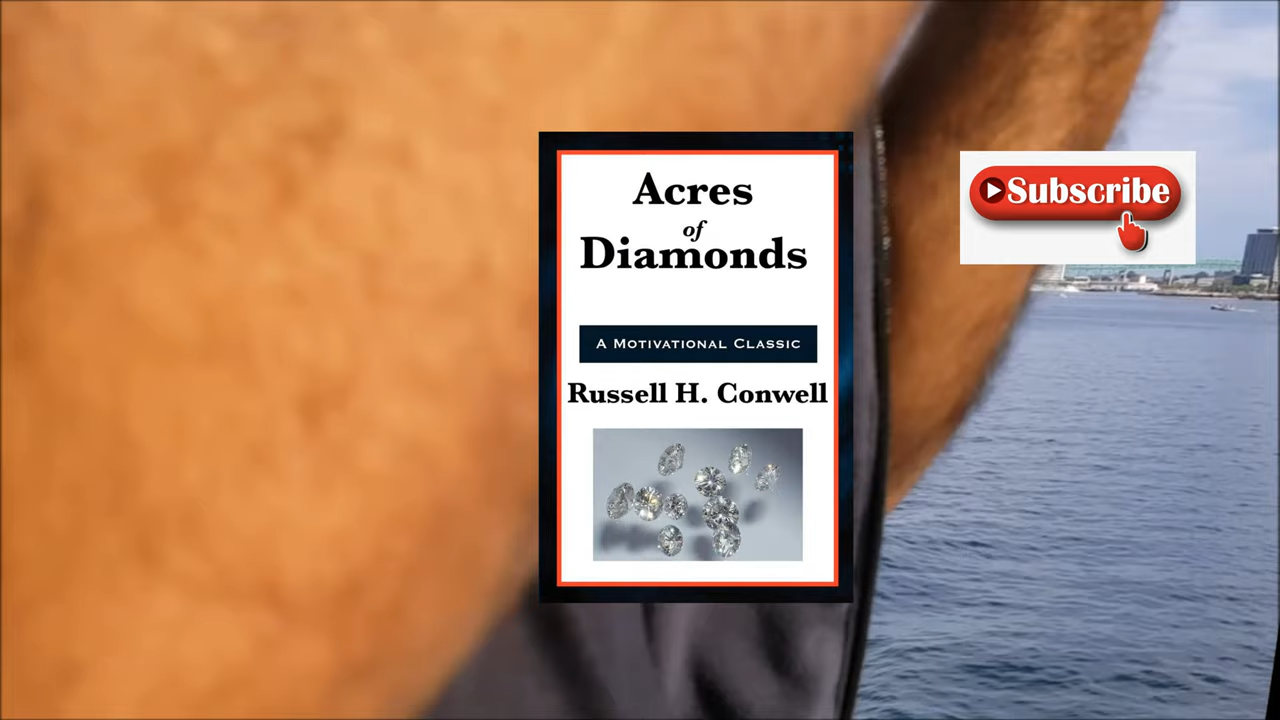 Acres
of
Diamonds
A Motivational Classic
Russell H. Conwell
Subscribe